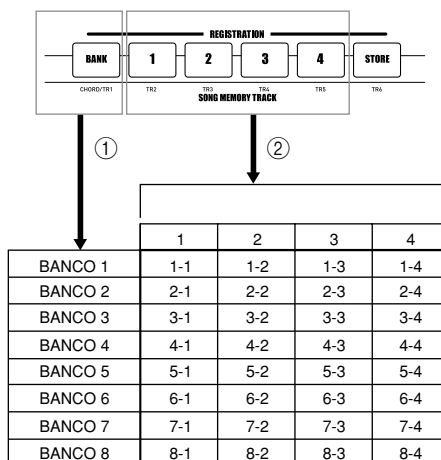 REGISTRATION
BANK 1 2 3 4 STORE
CHORD/TR1 TR2 TR3 TR4 TR5 TR6
SONG MEMORY TRACK
① ②
1 2 3 4
BANCO 1 1-1 1-2 1-3 1-4
BANCO 2 2-1 2-2 2-3 2-4
BANCO 3 3-1 3-2 3-3 3-4
BANCO 4 4-1 4-2 4-3 4-4
BANCO 5 5-1 5-2 5-3 5-4
BANCO 6 6-1 6-2 6-3 6-4
BANCO 7 7-1 7-2 7-3 7-4
BANCO 8 8-1 8-2 8-3 8-4